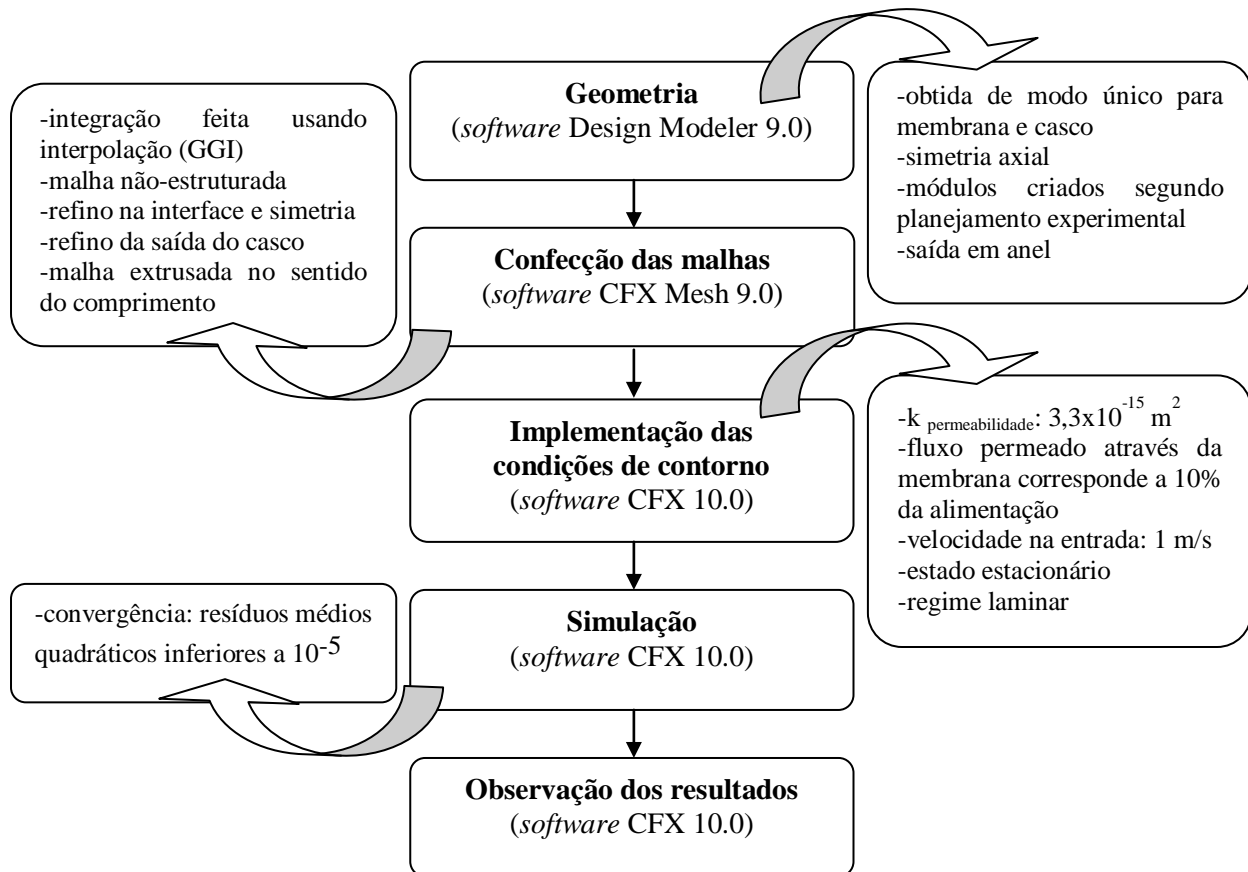 Geometria
(software Design Modeler 9.0)
-obtida de modo único para
membrana e casco
-simetria axial
-módulos criados segundo
planejamento experimental
-saída em anel
-integração feita usando
interpolação (GGI)
-malha não-estruturada
-refino na interface e simetria
-refino da saída do casco
-malha extrusada no sentido
do comprimento
Confecção das malhas
(software CFX Mesh 9.0)
Implementação das
condições de contorno
(software CFX 10.0)
-k permeabilidade: 3,3x10^-15 m^2
-fluxo permeado através da
membrana corresponde a 10%
da alimentação
-velocidade na entrada: 1 m/s
-estado estacionário
-regime laminar
-convergência: resíduos médios
quadráticos inferiores a 10^-5
Simulação
(software CFX 10.0)
Observação dos resultados
(software CFX 10.0)